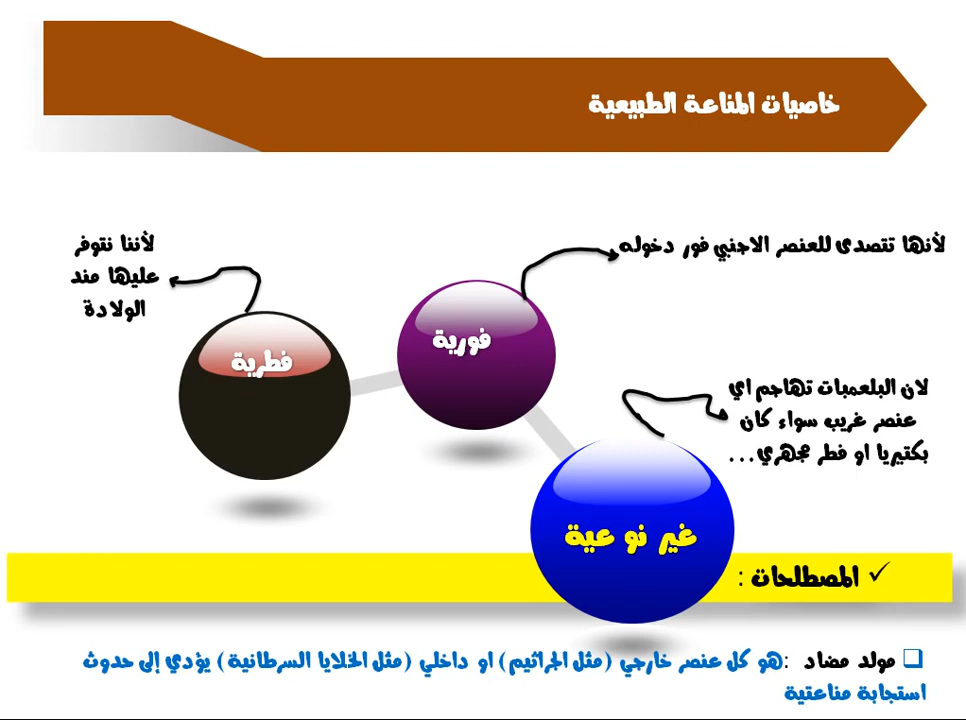 خاصيات المناعة الطبيعية
لأنها تتصدى للعنصر الاجنبي فور دخوله
لأننا نتوفر
عليها مند
الولادة
فورية
فطرية
لان البلعميات تهاجم اي
عنصر غريب سواء كان
بكتيريا او فطر مجهري...
غير نوعية
✓ المصطلحات :
❑ مولد مضاد :هو كل عنصر خارجي (مثل الجراثيم) او داخلي (مثل الخلايا السرطانية) يؤدي إلى حدوث
استجابة مناعتية